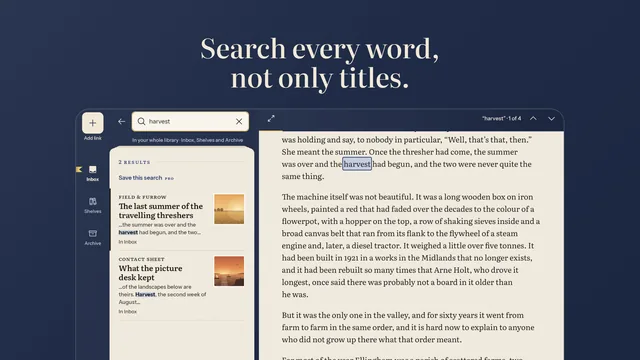 Search every word,
not only titles.
Add link
Inbox
Shelves
Archive
harvest
In your whole library Inbox, Shelves and Archive
2 RESULTS
Save this search PRO
FIELD & FURROW
The last summer of the
travelling threshers
...the summer was over and the
harvest had begun, and the two...
In Inbox
CONTACT SHEET
What the picture
desk kept
...of the landscapes below are
theirs. Harvest, the second week of
August...
In Inbox
"harvest" · 1 of 4
was holding and say, to nobody in particular, “Well, that’s that, then.”
She meant the summer. Once the thresher had come, the summer
was over and the harvest had begun, and the two were never quite the
same thing.
The machine itself was not beautiful. It was a long wooden box on iron
wheels, painted a red that had faded over the decades to the colour of a
flowerpot, with a hopper on the top, a row of shaking sieves inside and a
broad canvas belt that ran from its flank to the flywheel of a steam
engine and, later, a diesel tractor. It weighed a little over five tonnes. It
had been built in 1921 in a works in the Midlands that no longer exists,
and it had been rebuilt so many times that Arne Holt, who drove it
longest, once said there was probably not a board in it older than
he was.
But it was the only one in the valley, and for sixty years it went from
farm to farm in the same order, and it is hard now to explain to anyone
who did not grow up there what that order meant.